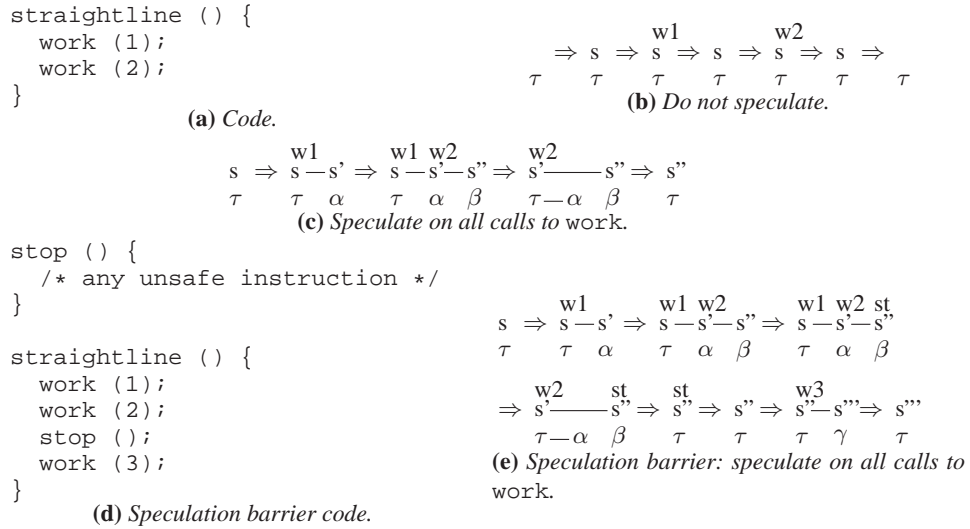 straightline () {
  work (1);
  work (2);
}
(a) Code.
w1 w2
⇒ s ⇒ s ⇒ s ⇒ s ⇒ s ⇒
τ τ τ τ τ τ τ
(b) Do not speculate.
w1 w1 w2 w2
s ⇒ s – s’ ⇒ s – s’– s” ⇒ s’ —— s” ⇒ s”
τ τ α τ α β τ – α β τ
(c) Speculate on all calls to work.
stop () {
  /* any unsafe instruction */
}
straightline () {
  work (1);
  work (2);
  stop ();
  work (3);
}
(d) Speculation barrier code.
w1 w1 w2 w1 w2 st
s ⇒ s – s’ ⇒ s – s’– s” ⇒ s – s’– s”
τ τ α τ α β τ α β
w2 st st w3
⇒ s’ —— s” ⇒ s” ⇒ s” ⇒ s”– s”’ ⇒ s”’
τ – α β τ τ τ γ τ
(e) Speculation barrier: speculate on all calls to
work.